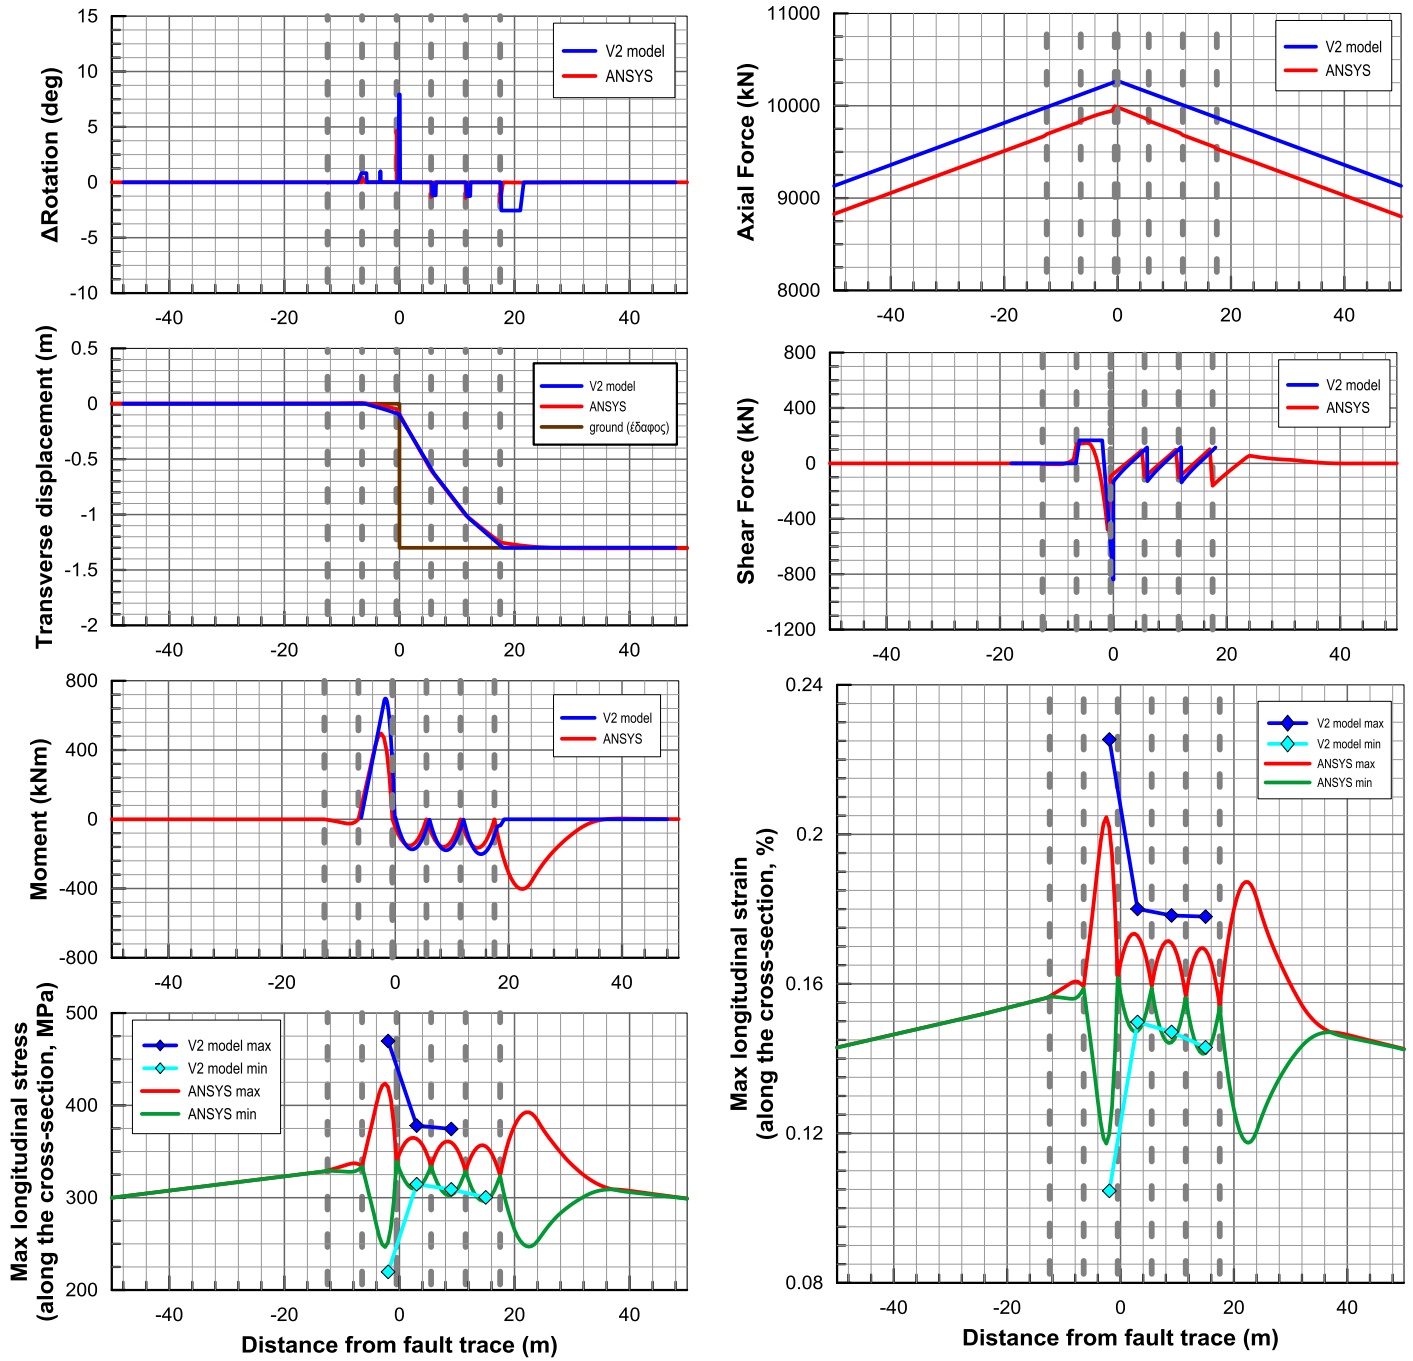 ΔRotation (deg)
15
10
5
0
-5
-10
V2 model
ANSYS
-40
-20
0
20
40
Axial Force (kN)
11000
10000
9000
8000
V2 model
ANSYS
-40
-20
0
20
40
Transverse displacement (m)
0.5
0
-0.5
-1
-1.5
-2
V2 model
ANSYS
ground (έδαφος)
-40
-20
0
20
40
Shear Force (kN)
800
400
0
-400
-800
-1200
V2 model
ANSYS
-40
-20
0
20
40
Moment (kNm)
800
400
0
-400
-800
V2 model
ANSYS
-40
-20
0
20
40
Max longitudinal stress
(along the cross-section, MPa)
500
400
300
200
V2 model max
V2 model min
ANSYS max
ANSYS min
-40
-20
0
20
40
Distance from fault trace (m)
Max longitudinal strain
(along the cross-section, %)
0.24
0.2
0.16
0.12
0.08
V2 model max
V2 model min
ANSYS max
ANSYS min
-40
-20
0
20
40
Distance from fault trace (m)